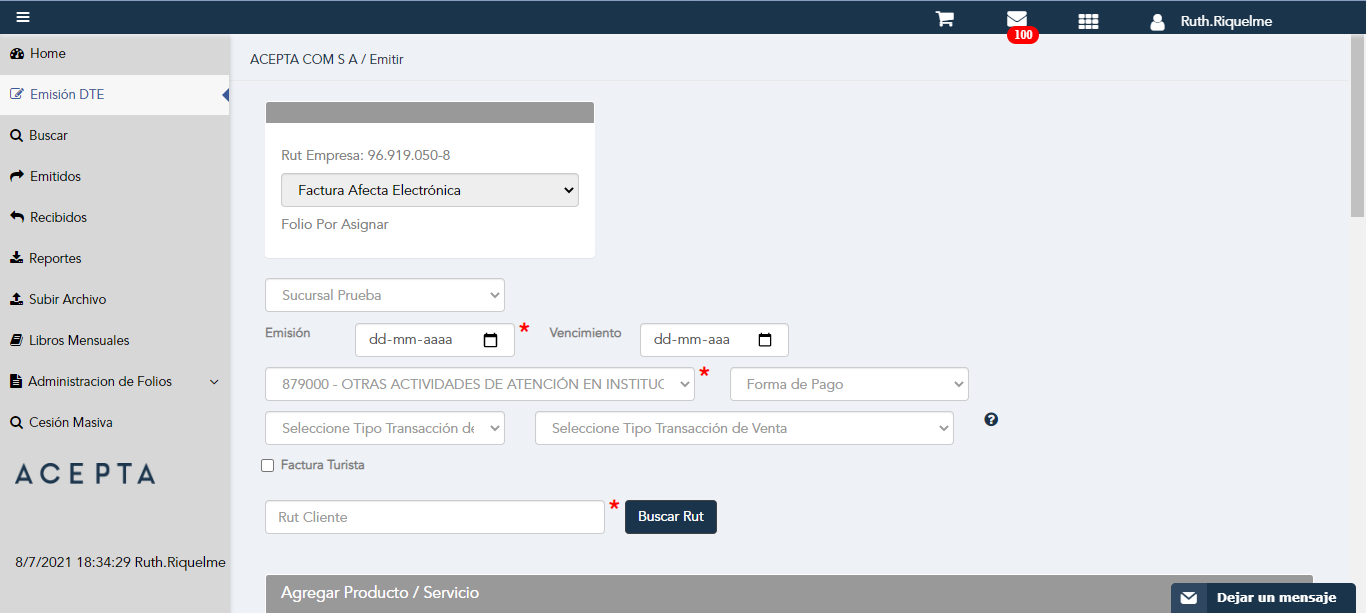 Ruth.Riquelme
100
Home
ACEPTA COM S A / Emitir
Emisión DTE
Buscar
Emitidos
Recibidos
Reportes
Subir Archivo
Libros Mensuales
Administracion de Folios
Cesión Masiva
ACEPTA
8/7/2021 18:34:29 Ruth.Riquelme
Rut Empresa: 96.919.050-8
Factura Afecta Electrónica
Folio Por Asignar
Sucursal Prueba
Emisión dd-mm-aaaa * Vencimiento dd-mm-aaa
879000 - OTRAS ACTIVIDADES DE ATENCIÓN EN INSTITUC * Forma de Pago
Seleccione Tipo Transacción de Seleccione Tipo Transacción de Venta ?
Factura Turista
Rut Cliente * Buscar Rut
Agregar Producto / Servicio
Dejar un mensaje